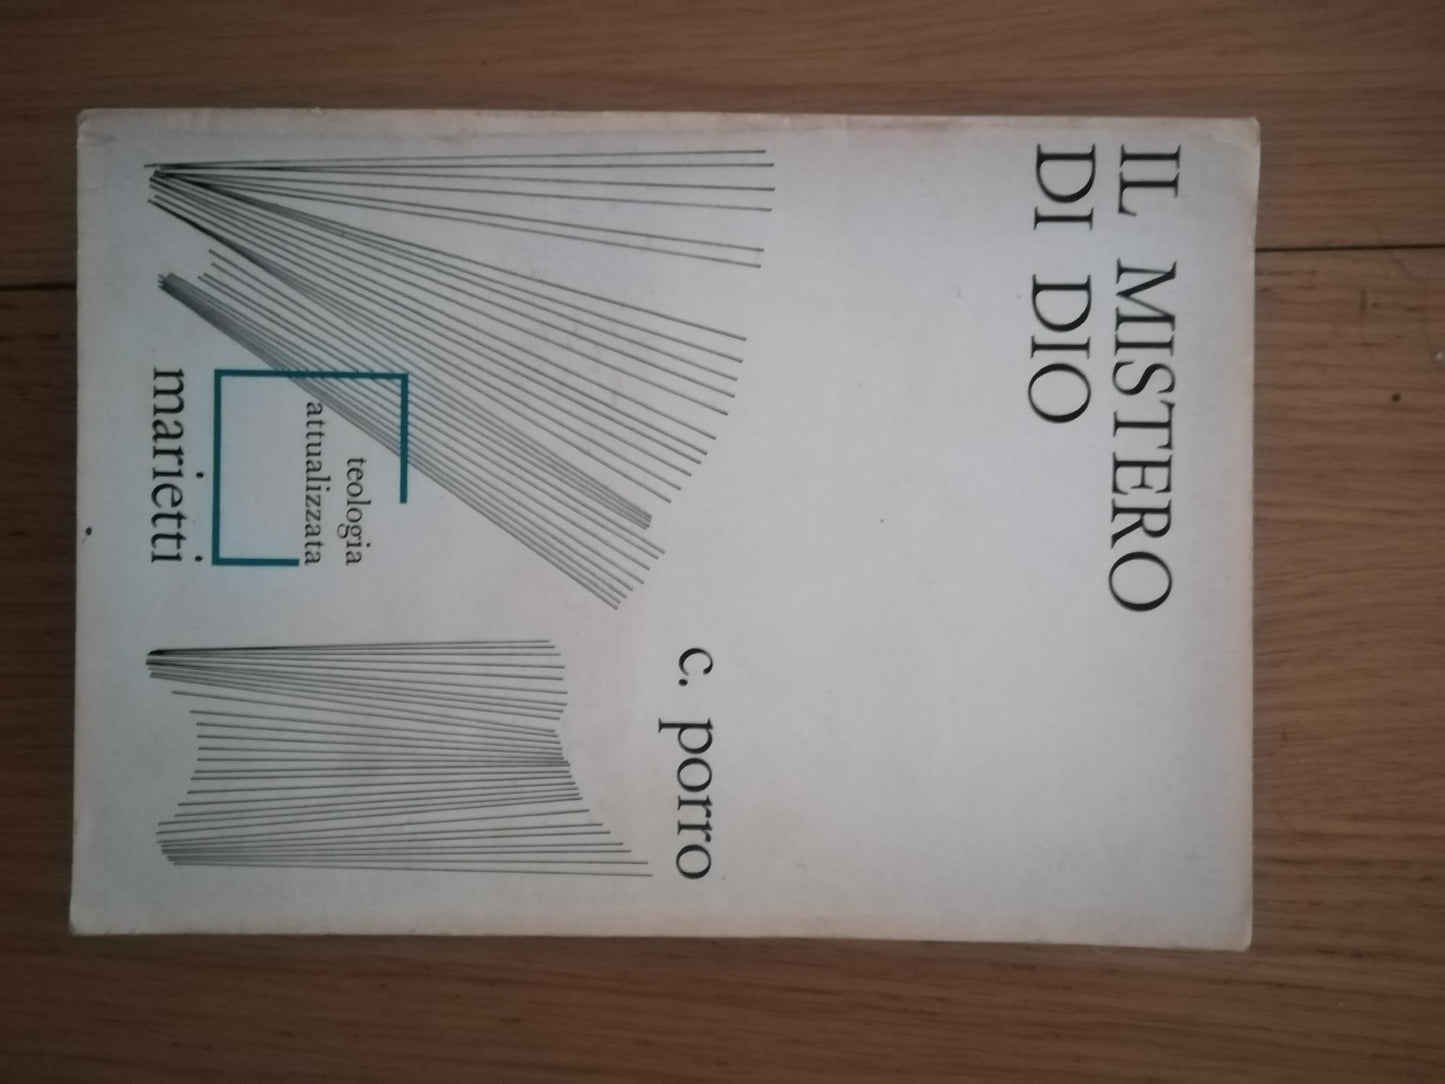 IL MISTERO
DI DIO
c. porro
teologia
attualizzata
marietti